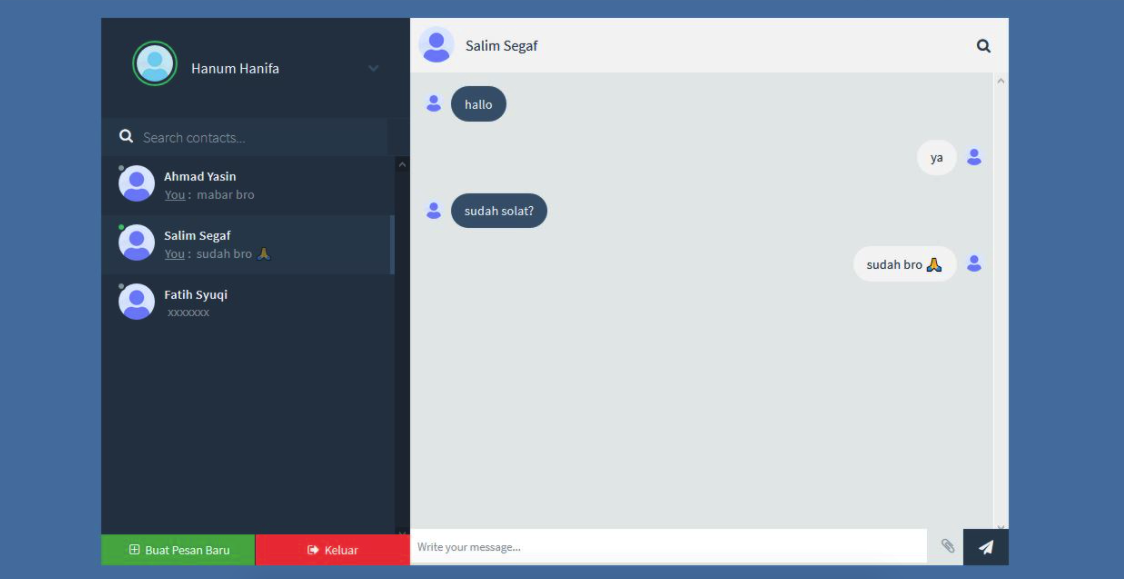 Hanum Hanifa
Search contacts...
Ahmad Yasin
You : mabar bro
Salim Segaf
You : sudah bro 🙏
Fatih Syuqi
xxxxxxx
Buat Pesan Baru
Keluar
Salim Segaf
hallo
ya
sudah solat?
sudah bro 🙏
Write your message...